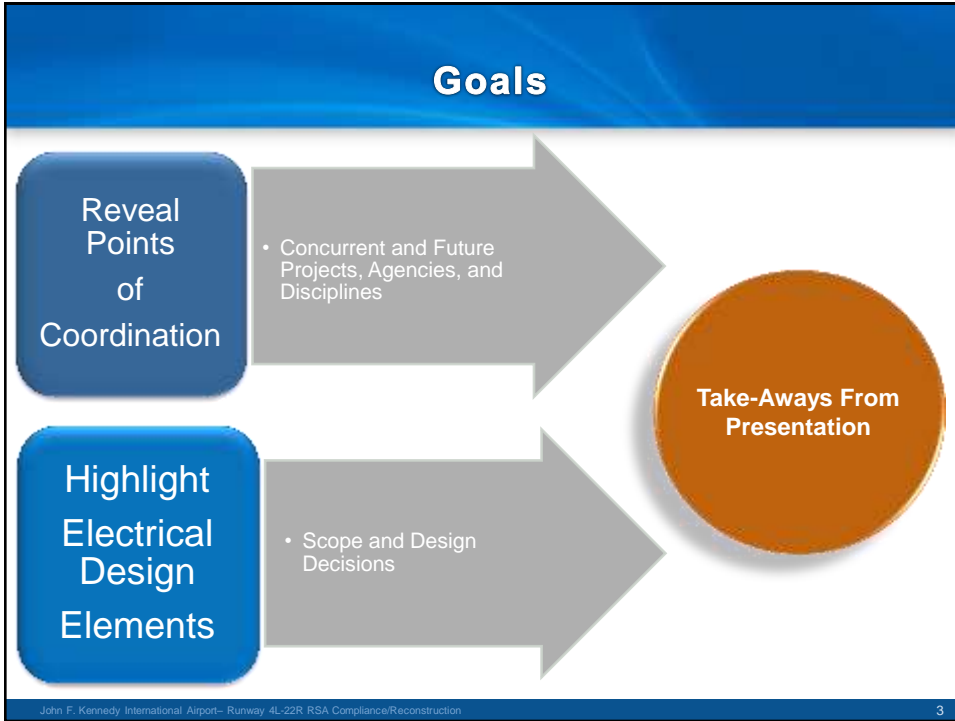 Goals
Reveal
Points
of
Coordination
• Concurrent and Future
Projects, Agencies, and
Disciplines
Highlight
Electrical
Design
Elements
• Scope and Design
Decisions
Take-Aways From
Presentation
John F. Kennedy International Airport– Runway 4L-22R RSA Compliance/Reconstruction
3